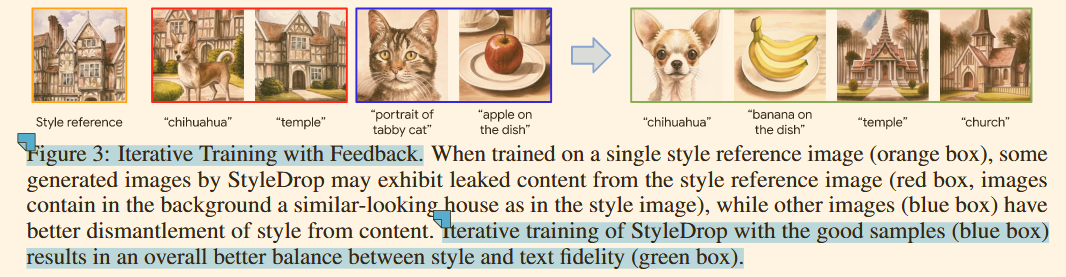 Style reference
“chihuahua”
“temple”
“portrait of
tabby cat”
“apple on
the dish”
“chihuahua”
“banana on
the dish”
“temple”
“church”
Figure 3: Iterative Training with Feedback. When trained on a single style reference image (orange box), some
generated images by StyleDrop may exhibit leaked content from the style reference image (red box, images
contain in the background a similar-looking house as in the style image), while other images (blue box) have
better dismantlement of style from content. Iterative training of StyleDrop with the good samples (blue box)
results in an overall better balance between style and text fidelity (green box).